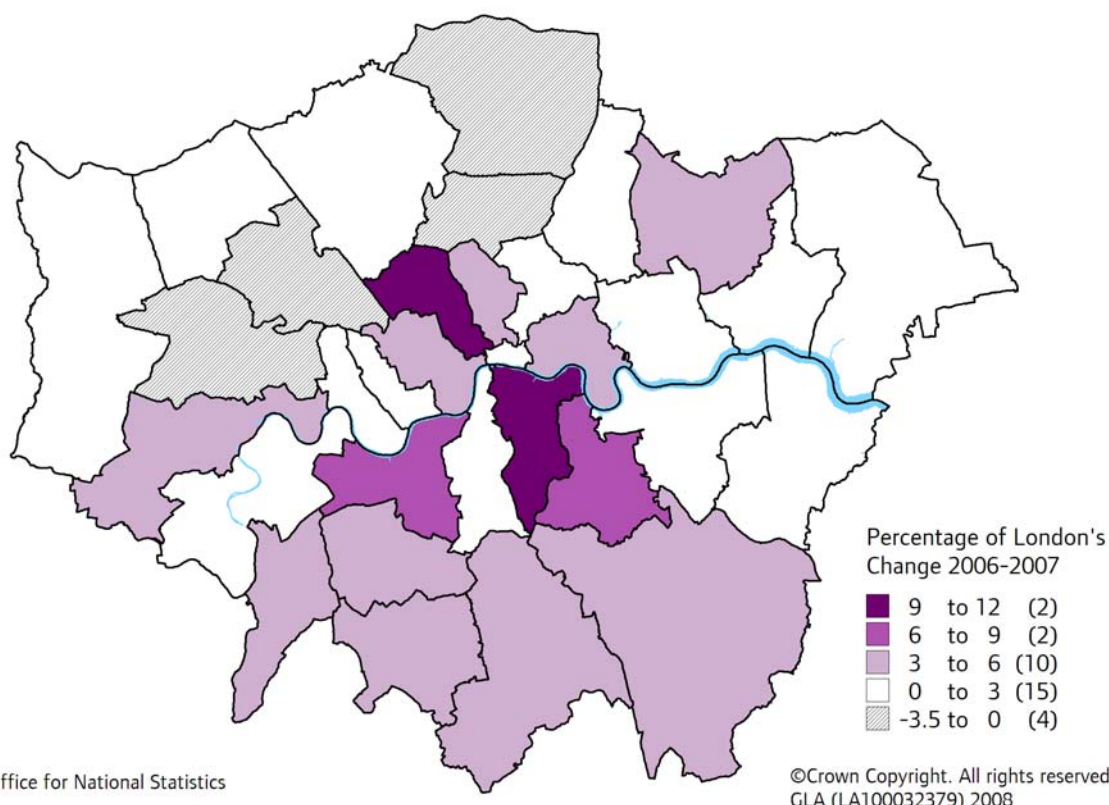 Percentage of London's
Change 2006-2007
9 to 12 (2)
6 to 9 (2)
3 to 6 (10)
0 to 3 (15)
-3.5 to 0 (4)
ffice for National Statistics
©Crown Copyright. All rights reserved
GLA (LA100032379) 2008